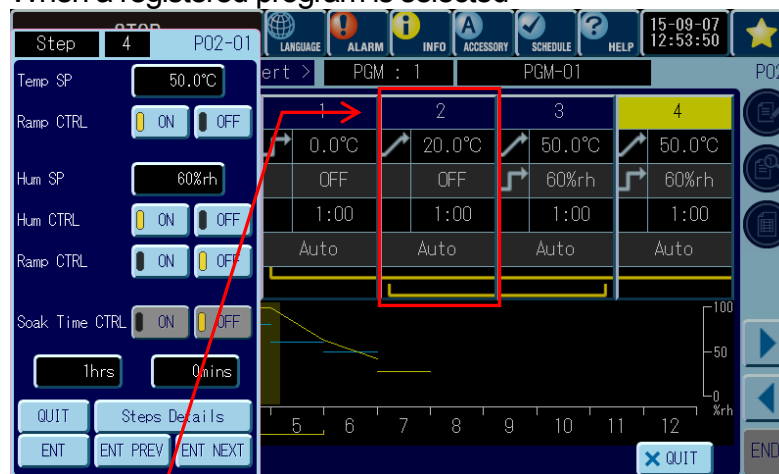 When a registered program is selected
STOP
LANGUAGE ALARM INFO ACCESSORY SCHEDULE HELP 15-09-07
12:53:50
Step 4 P02-01
ert > PGM : 1 PGM-01 P02
Temp SP 50.0°C
Ramp CTRL ON OFF
Hum SP 60%rh
Hum CTRL ON OFF
Ramp CTRL ON OFF
Soak Time CTRL ON OFF
1hrs 0mins
QUIT Steps Details
ENT ENT PREV ENT NEXT
1 2 3 4
0.0°C 20.0°C 50.0°C 50.0°C
OFF OFF 60%rh 60%rh
1:00 1:00 1:00 1:00
Auto Auto Auto Auto
100
50
0
%rh
5 6 7 8 9 10 11 12
QUIT END